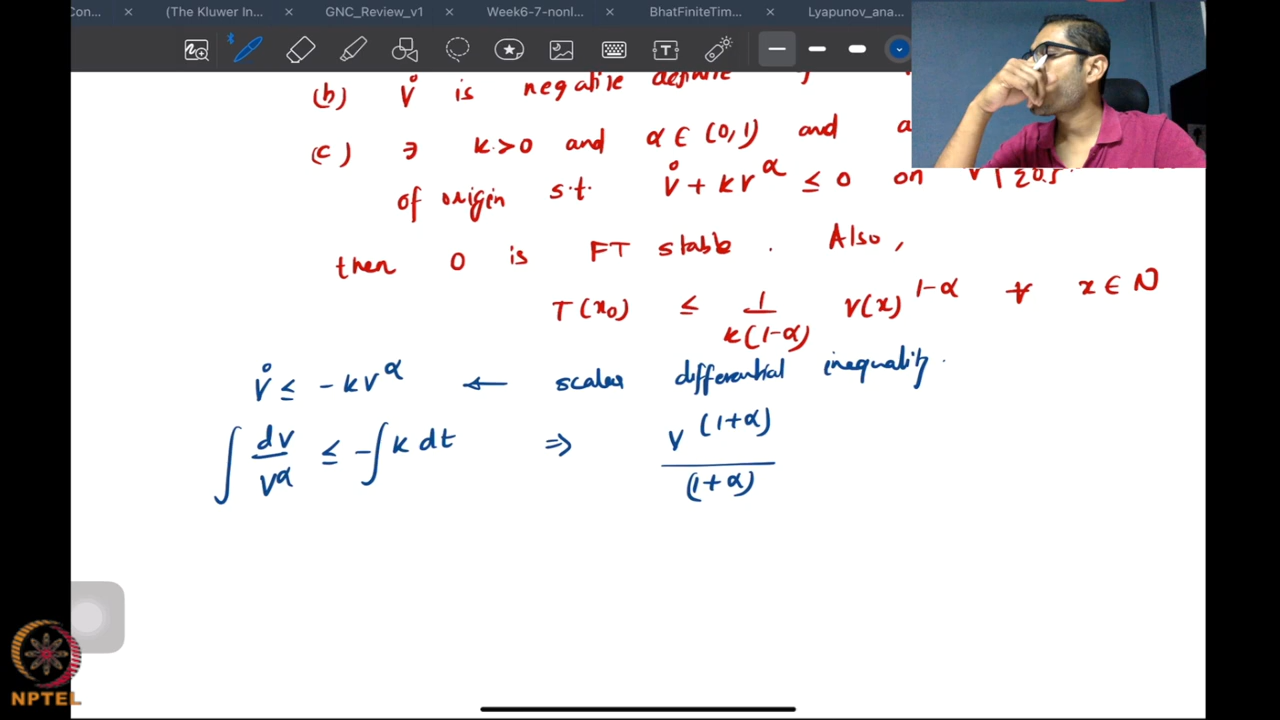 Con...
(The Kluwer In...
GNC_Review_v1
Week6-7-nonl...
BhatFiniteTim...
Lyapunov_ana...
(b) V̇ is negative definite
(c) ∃ k>0 and α ∈ (0,1) and a
of origin s.t. V̇ + kV^α ≤ 0 on
then 0 is FT stable. Also,
T(x₀) ≤ 1/(k(1-α)) V(x)^(1-α) ∀ x ∈ N
V̇ ≤ -kV^α ← scalar differential inequality.
∫ dV/V^α ≤ -∫ k dt ⇒ V^(1+α)/(1+α)
NPTEL